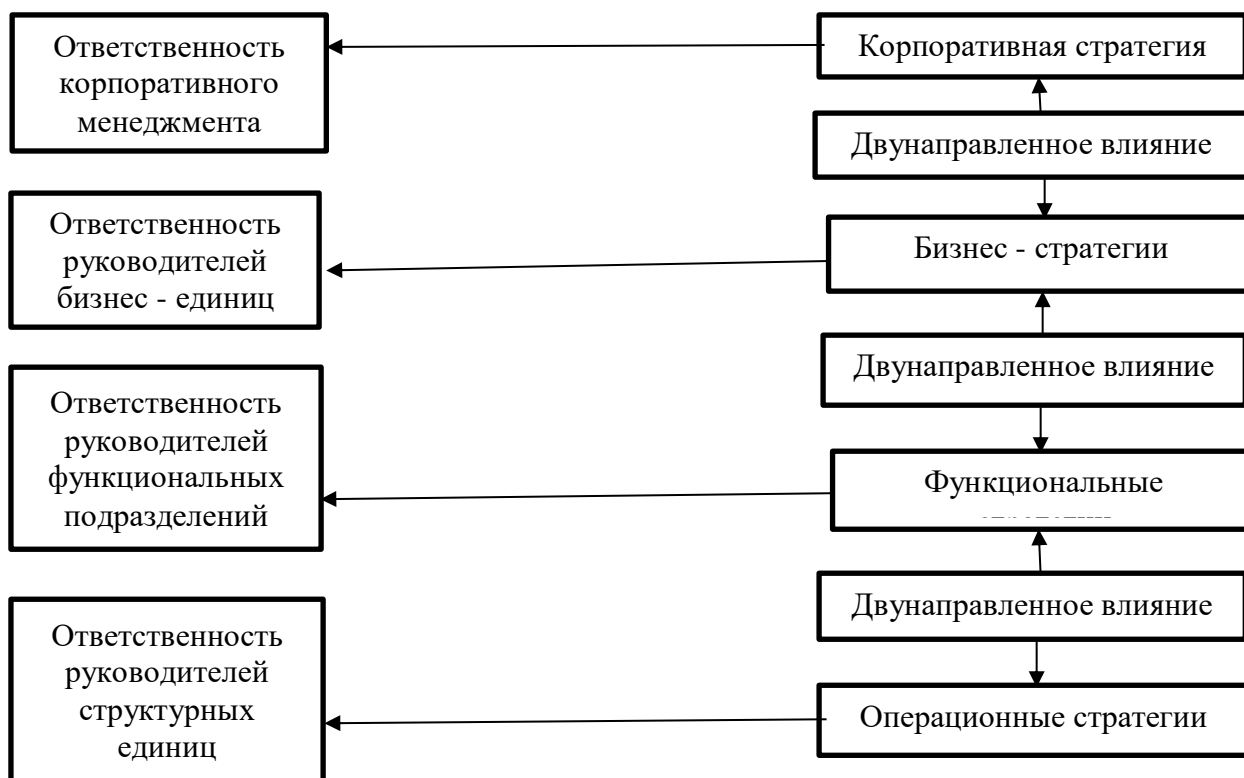 Ответственность
корпоративного
менеджмента
Корпоративная стратегия
Двунаправленное влияние
Ответственность
руководителей
бизнес - единиц
Бизнес - стратегии
Двунаправленное влияние
Ответственность
руководителей
функциональных
подразделений
Функциональные
Двунаправленное влияние
Ответственность
руководителей
структурных
единиц
Операционные стратегии